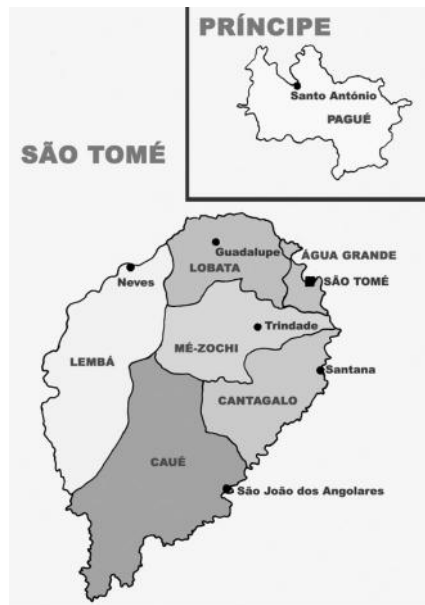 PRÍNCIPE
Santo António
PAGUÉ
SÃO TOMÉ
Guadalupe
LOBATA
ÁGUA GRANDE
SÃO TOMÉ
Neves
Trindade
MÉ-ZOCHI
LEMBÁ
Santana
CANTAGALO
CAUÉ
São João dos Angolares